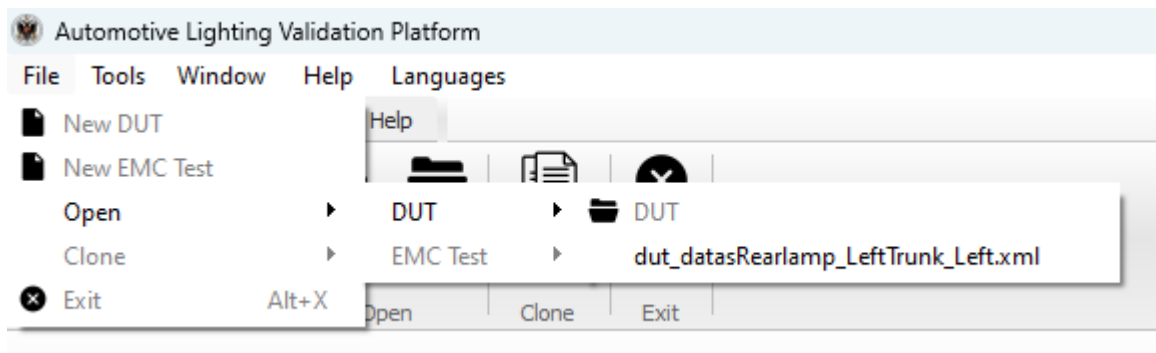 Automotive Lighting Validation Platform
File Tools Window Help Languages
New DUT
Help
New EMC Test
Open DUT DUT
Clone EMC Test dut_datasRearlamp_LeftTrunk_Left.xml
Exit Alt+X
Open Clone Exit